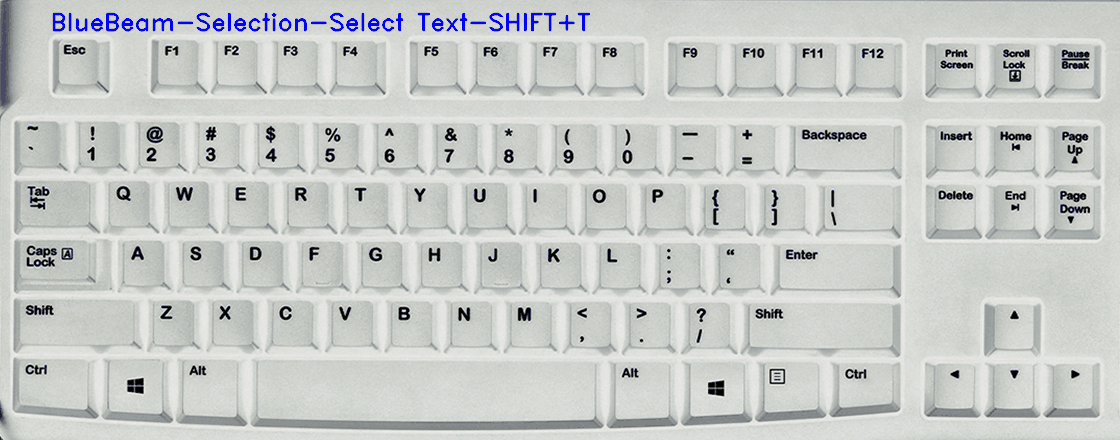 BlueBeam-Selection-Select Text-SHIFT+T
Esc F1 F2 F3 F4 F5 F6 F7 F8 F9 F10 F11 F12 Print Screen Scroll Lock Pause Break
~ ! @ # $ % ^ & * ( ) — + Backspace Insert Home Page Up
` 1 2 3 4 5 6 7 8 9 0 - =
Tab Q W E R T Y U I O P { } | Delete End Page Down
[ ] \
Caps Lock A A S D F G H J K L : “ Enter
; ‘
Shift Z X C V B N M < > ? Shift
, . /
Ctrl Alt Alt Ctrl